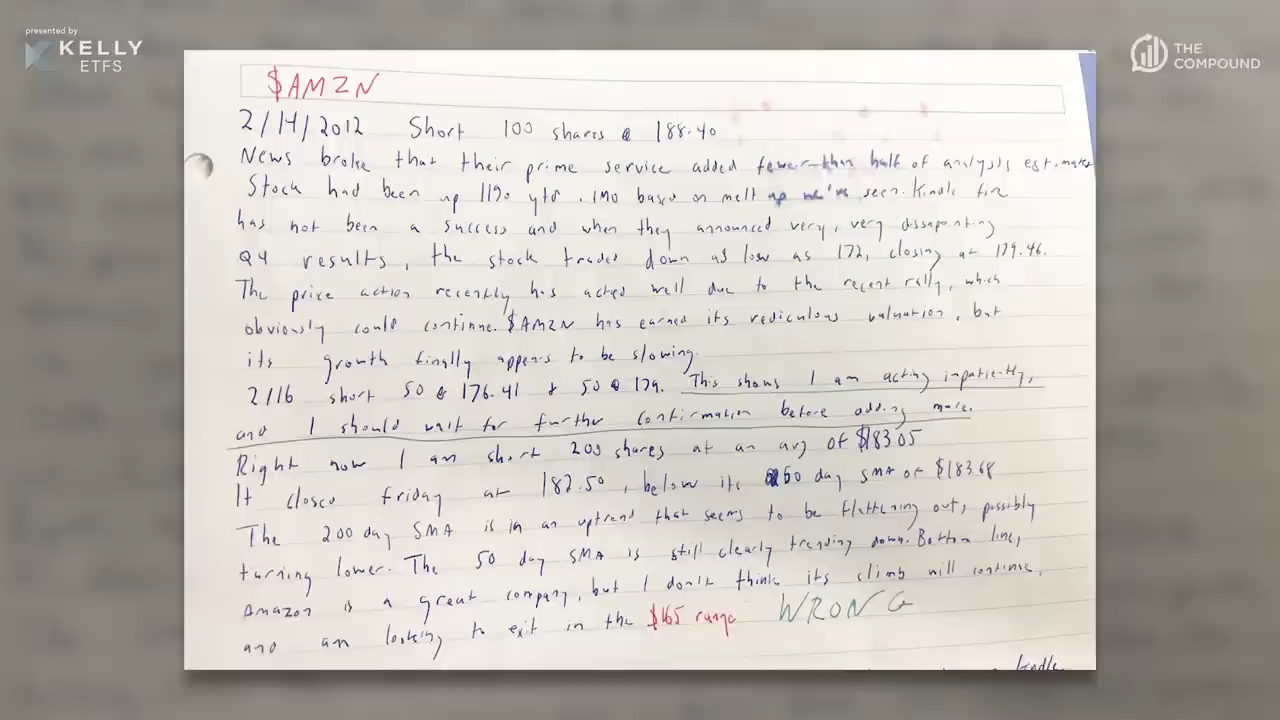 presented by
KELLY
ETFS
THE
COMPOUND
$AMZN
2/14/2012 Short 100 shares @ 188.40
News broke that their prime service added fewer than half of analysts estimates
Stock had been up 11% ytd. IMO based on melt up we've seen. Kindle fire
has not been a success and when they announced very, very dissapointing
Q4 results, the stock traded down as low as 172, closing at 179.46.
The price action recently has acted well due to the recent rally, which
obviously could continue. $AMZN has earned its rediculous valuation, but
its growth finally appears to be slowing.
2/16 short 50 @ 176.41 & 50 @ 179. This shows I am acting inpatiently,
and I should wait for further confirmation before adding more.
Right now I am short 200 shares at an avg of $183.05
It closed Friday at 182.50, below its 50 day SMA of $183.68
The 200 day SMA is in an uptrend that seems to be flattening out, possibly
turning lower. The 50 day SMA is still clearly trending down. Bottom line,
Amazon is a great company, but I don't think its climb will continue,
and am looking to exit in the $165 range WRONG
kindle